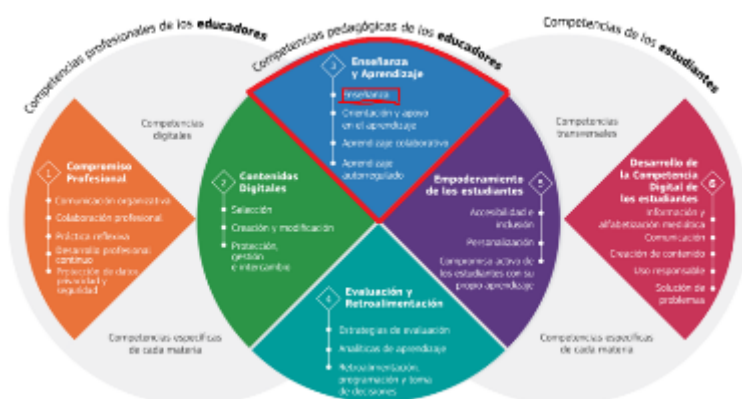 Competencias profesionales de los educadores
Competencias pedagógicas de los educadores
Competencias de los estudiantes
Competencias
digitales
1
Compromiso
Profesional
Comunicación organizativa
Colaboración profesional
Práctica reflexiva
Desarrollo profesional
continuo
Protección de datos,
privacidad y
seguridad
2
Contenidos
Digitales
Selección
Creación y modificación
Protección,
gestión
e intercambio
3
Enseñanza
y Aprendizaje
Enseñanza
Orientación y apoyo
en el aprendizaje
Aprendizaje colaborativo
Aprendizaje
autorregulado
4
Evaluación y
Retroalimentación
Estrategias de evaluación
Analíticas de aprendizaje
Retroalimentación,
programación y toma
de decisiones
5
Empoderamiento
de los estudiantes
Accesibilidad e
inclusión
Personalización
Compromiso activo de
los estudiantes con su
propio aprendizaje
Competencias
transversales
6
Desarrollo de
la Competencia
Digital de
los estudiantes
Información y
alfabetización mediática
Comunicación
Creación de contenido
Uso responsable
Solución de
problemas
Competencias específicas
de cada materia
Competencias específicas
de cada materia